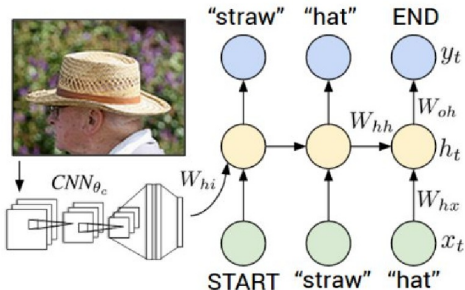 “straw” “hat” END
y_t
W_oh
CNN_θc W_hi W_hh h_t
W_hx
x_t
START “straw” “hat”